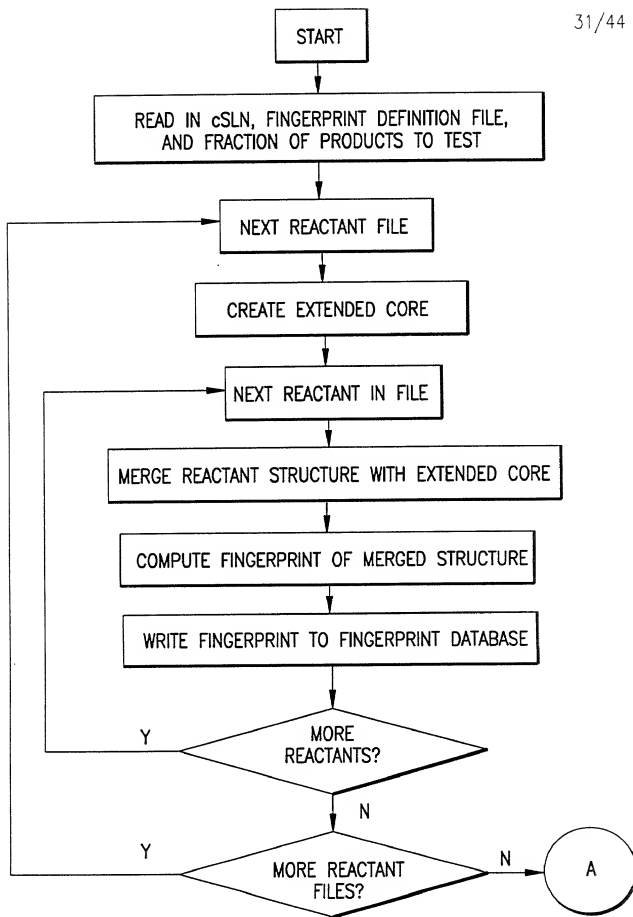 31/44
START
READ IN cSLN, FINGERPRINT DEFINITION FILE,
AND FRACTION OF PRODUCTS TO TEST
NEXT REACTANT FILE
CREATE EXTENDED CORE
NEXT REACTANT IN FILE
MERGE REACTANT STRUCTURE WITH EXTENDED CORE
COMPUTE FINGERPRINT OF MERGED STRUCTURE
WRITE FINGERPRINT TO FINGERPRINT DATABASE
Y
MORE
REACTANTS?
N
Y
MORE REACTANT
FILES?
N
A